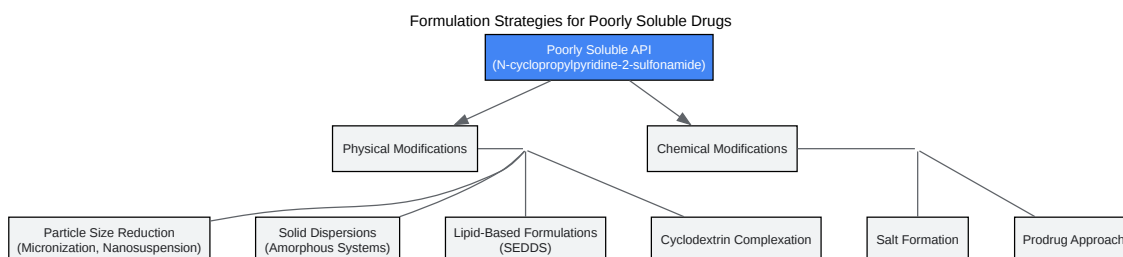 Formulation Strategies for Poorly Soluble Drugs
Poorly Soluble API
(N-cyclopropylpyridine-2-sulfonamide)
Physical Modifications
Chemical Modifications
Particle Size Reduction
(Micronization, Nanosuspension)
Solid Dispersions
(Amorphous Systems)
Lipid-Based Formulations
(SEDDS)
Cyclodextrin Complexation
Salt Formation
Prodrug Approach